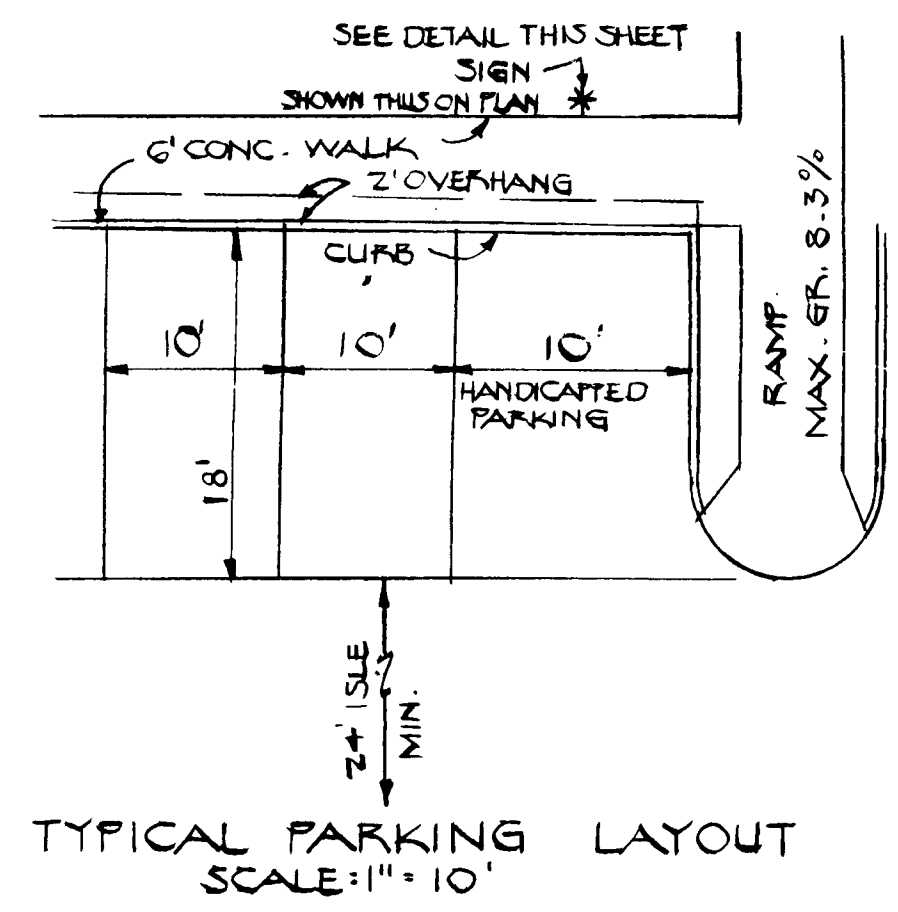 SEE DETAIL THIS SHEET
SIGN
SHOWN THUS ON PLAN
6' CONC. WALK
2' OVERHANG
CURB
10'
10'
10'
HANDICAPPED
PARKING
18'
RAMP.
MAX. GR. 8.3%
24' ISLE
MIN.
TYPICAL PARKING LAYOUT
SCALE: 1" = 10'